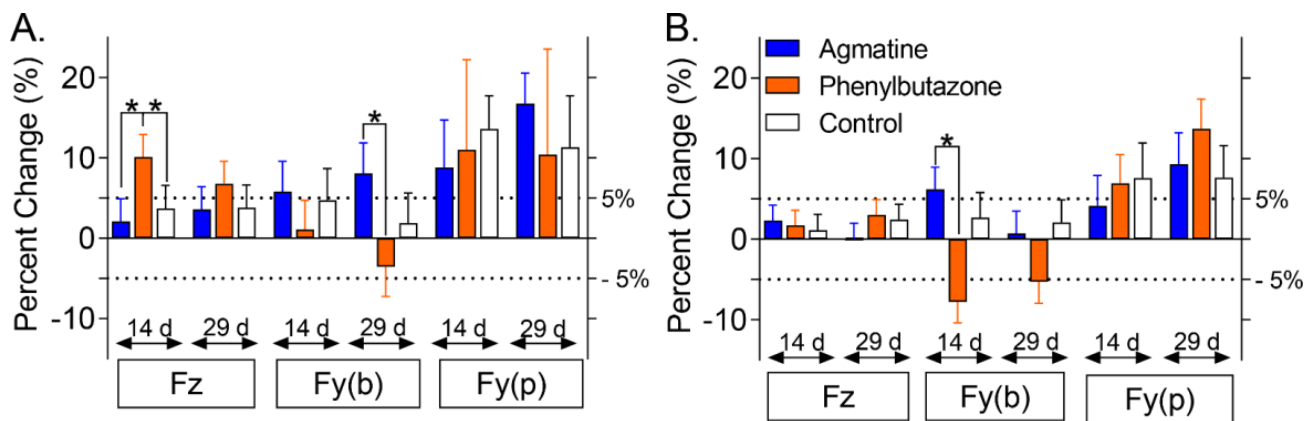 A.
Percent Change (%)
20
10
0
-10
* *
*
5%
- 5%
14 d
29 d
14 d
29 d
14 d
29 d
Fz
Fy(b)
Fy(p)
B.
Percent Change (%)
20
10
0
-10
Agmatine
Phenylbutazone
Control
*
5%
- 5%
14 d
29 d
14 d
29 d
14 d
29 d
Fz
Fy(b)
Fy(p)